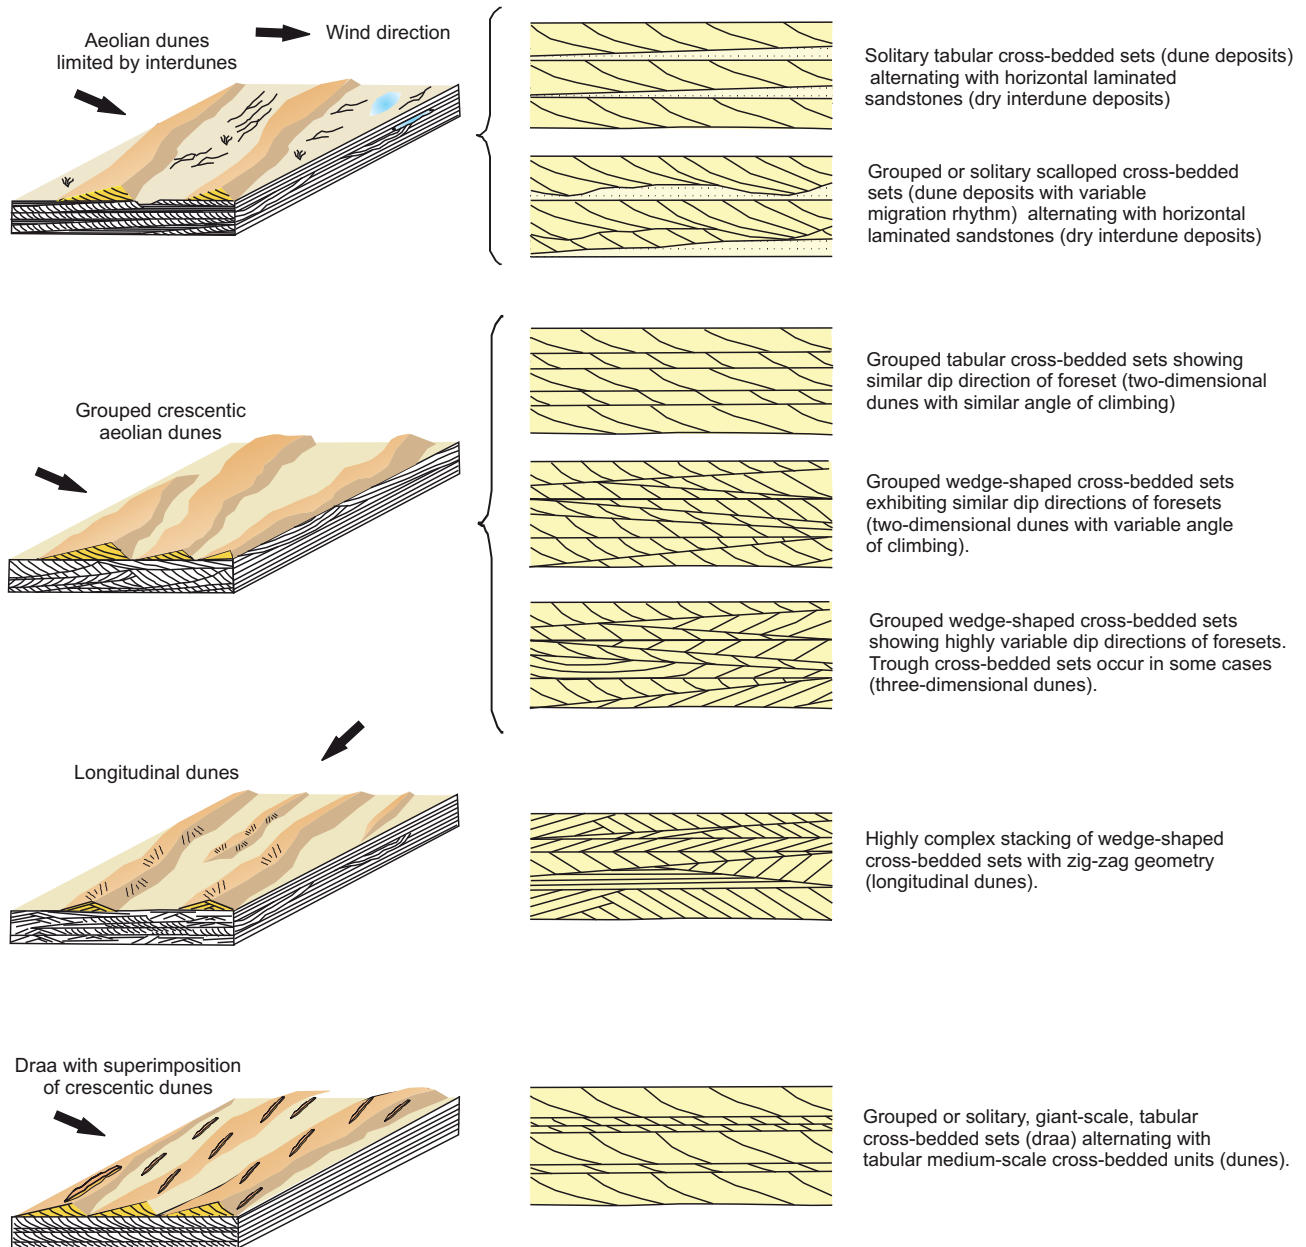 Aeolian dunes
limited by interdunes
Wind direction
Solitary tabular cross-bedded sets (dune deposits)
alternating with horizontal laminated
sandstones (dry interdune deposits)
Grouped or solitary scalloped cross-bedded
sets (dune deposits with variable
migration rhythm) alternating with horizontal
laminated sandstones (dry interdune deposits)
Grouped crescentic
aeolian dunes
Grouped tabular cross-bedded sets showing
similar dip direction of foreset (two-dimensional
dunes with similar angle of climbing)
Grouped wedge-shaped cross-bedded sets
exhibiting similar dip directions of foresets
(two-dimensional dunes with variable angle
of climbing).
Grouped wedge-shaped cross-bedded sets
showing highly variable dip directions of foresets.
Trough cross-bedded sets occur in some cases
(three-dimensional dunes).
Longitudinal dunes
Highly complex stacking of wedge-shaped
cross-bedded sets with zig-zag geometry
(longitudinal dunes).
Draa with superimposition
of crescentic dunes
Grouped or solitary, giant-scale, tabular
cross-bedded sets (draa) alternating with
tabular medium-scale cross-bedded units (dunes).